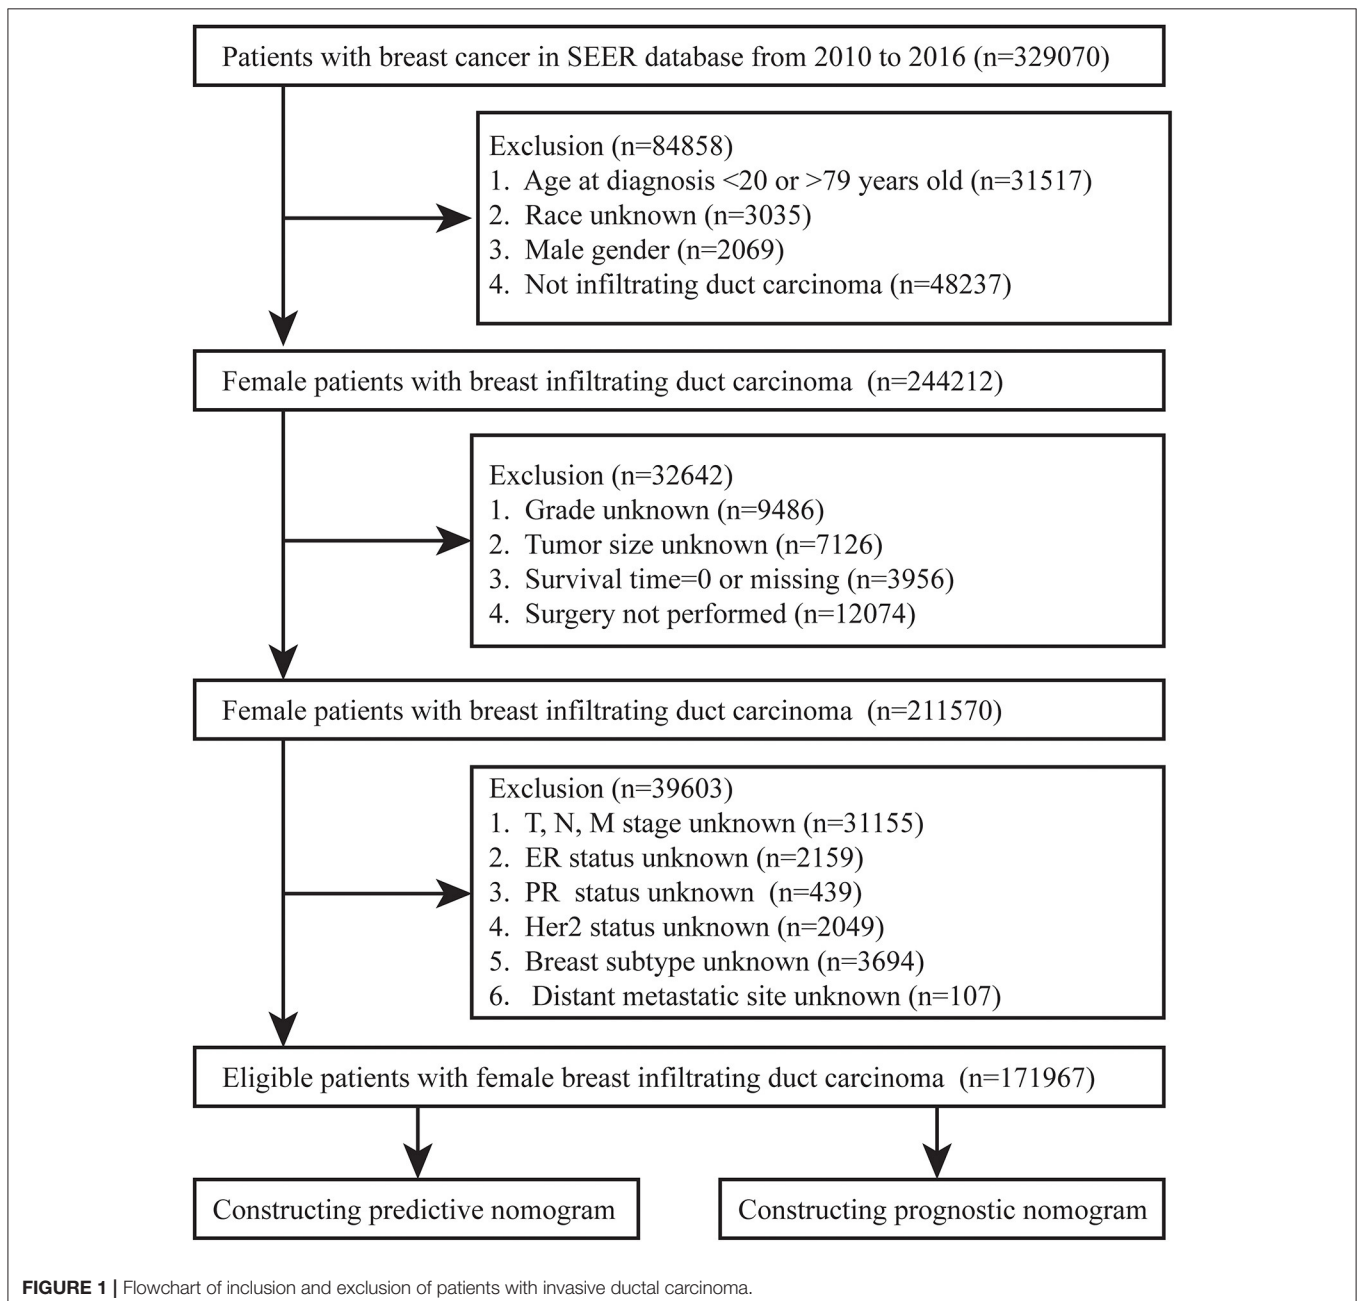 Patients with breast cancer in SEER database from 2010 to 2016 (n=329070)
Exclusion (n=84858)
1. Age at diagnosis <20 or >79 years old (n=31517)
2. Race unknown (n=3035)
3. Male gender (n=2069)
4. Not infiltrating duct carcinoma (n=48237)
Female patients with breast infiltrating duct carcinoma (n=244212)
Exclusion (n=32642)
1. Grade unknown (n=9486)
2. Tumor size unknown (n=7126)
3. Survival time=0 or missing (n=3956)
4. Surgery not performed (n=12074)
Female patients with breast infiltrating duct carcinoma (n=211570)
Exclusion (n=39603)
1. T, N, M stage unknown (n=31155)
2. ER status unknown (n=2159)
3. PR status unknown (n=439)
4. Her2 status unknown (n=2049)
5. Breast subtype unknown (n=3694)
6. Distant metastatic site unknown (n=107)
Eligible patients with female breast infiltrating duct carcinoma (n=171967)
Constructing predictive nomogram
Constructing prognostic nomogram
FIGURE 1 | Flowchart of inclusion and exclusion of patients with invasive ductal carcinoma.